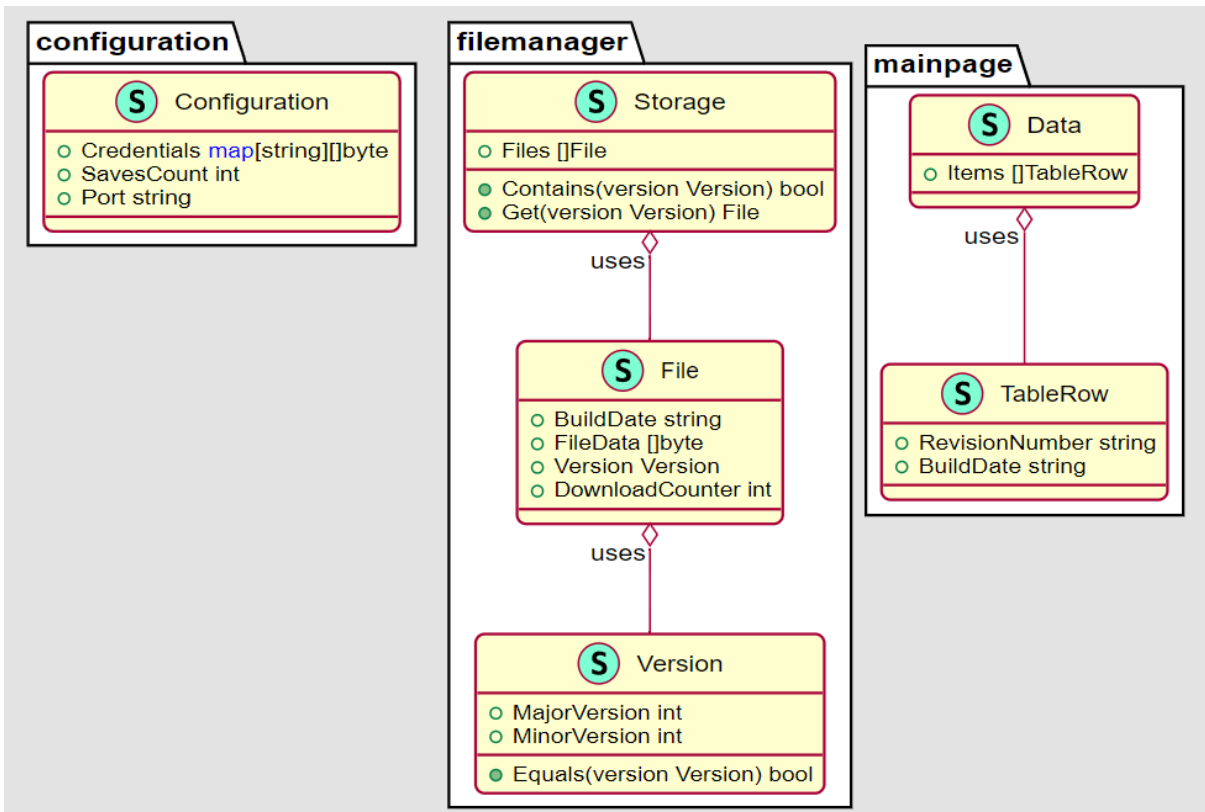 configuration
S Configuration
Credentials map[string][]byte
SavesCount int
Port string
filemanager
S Storage
Files []File
Contains(version Version) bool
Get(version Version) File
uses
S File
BuildDate string
FileData []byte
Version Version
DownloadCounter int
uses
S Version
MajorVersion int
MinorVersion int
Equals(version Version) bool
mainpage
S Data
Items []TableRow
uses
S TableRow
RevisionNumber string
BuildDate string